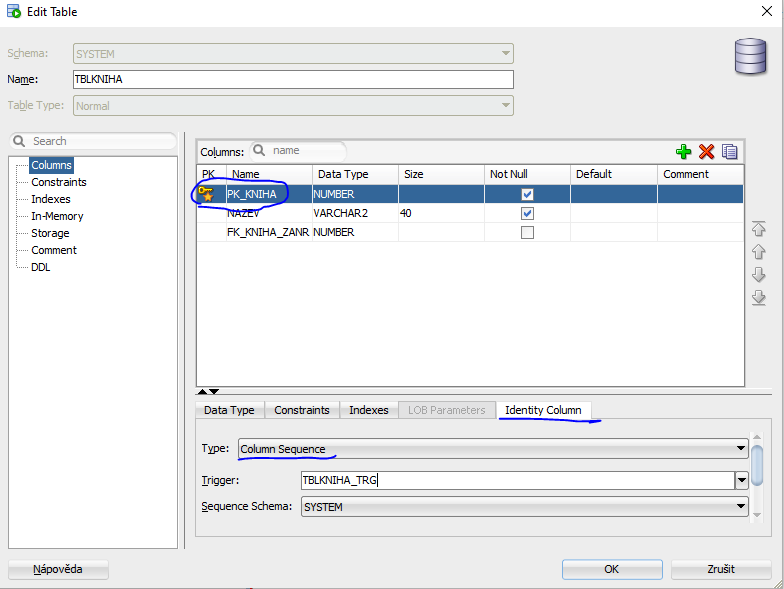 Edit Table
Schema: SYSTEM
Name: TBLKNIHA
Table Type: Normal
Search
Columns
Constraints
Indexes
In-Memory
Storage
Comment
DDL
Columns: name
PK Name Data Type Size Not Null Default Comment
PK_KNIHA NUMBER
NAZEV VARCHAR2 40
FK_KNIHA_ZANR NUMBER
Data Type Constraints Indexes LOB Parameters Identity Column
Type: Column Sequence
Trigger: TBLKNIHA_TRG
Sequence Schema: SYSTEM
Nápověda OK Zrušit